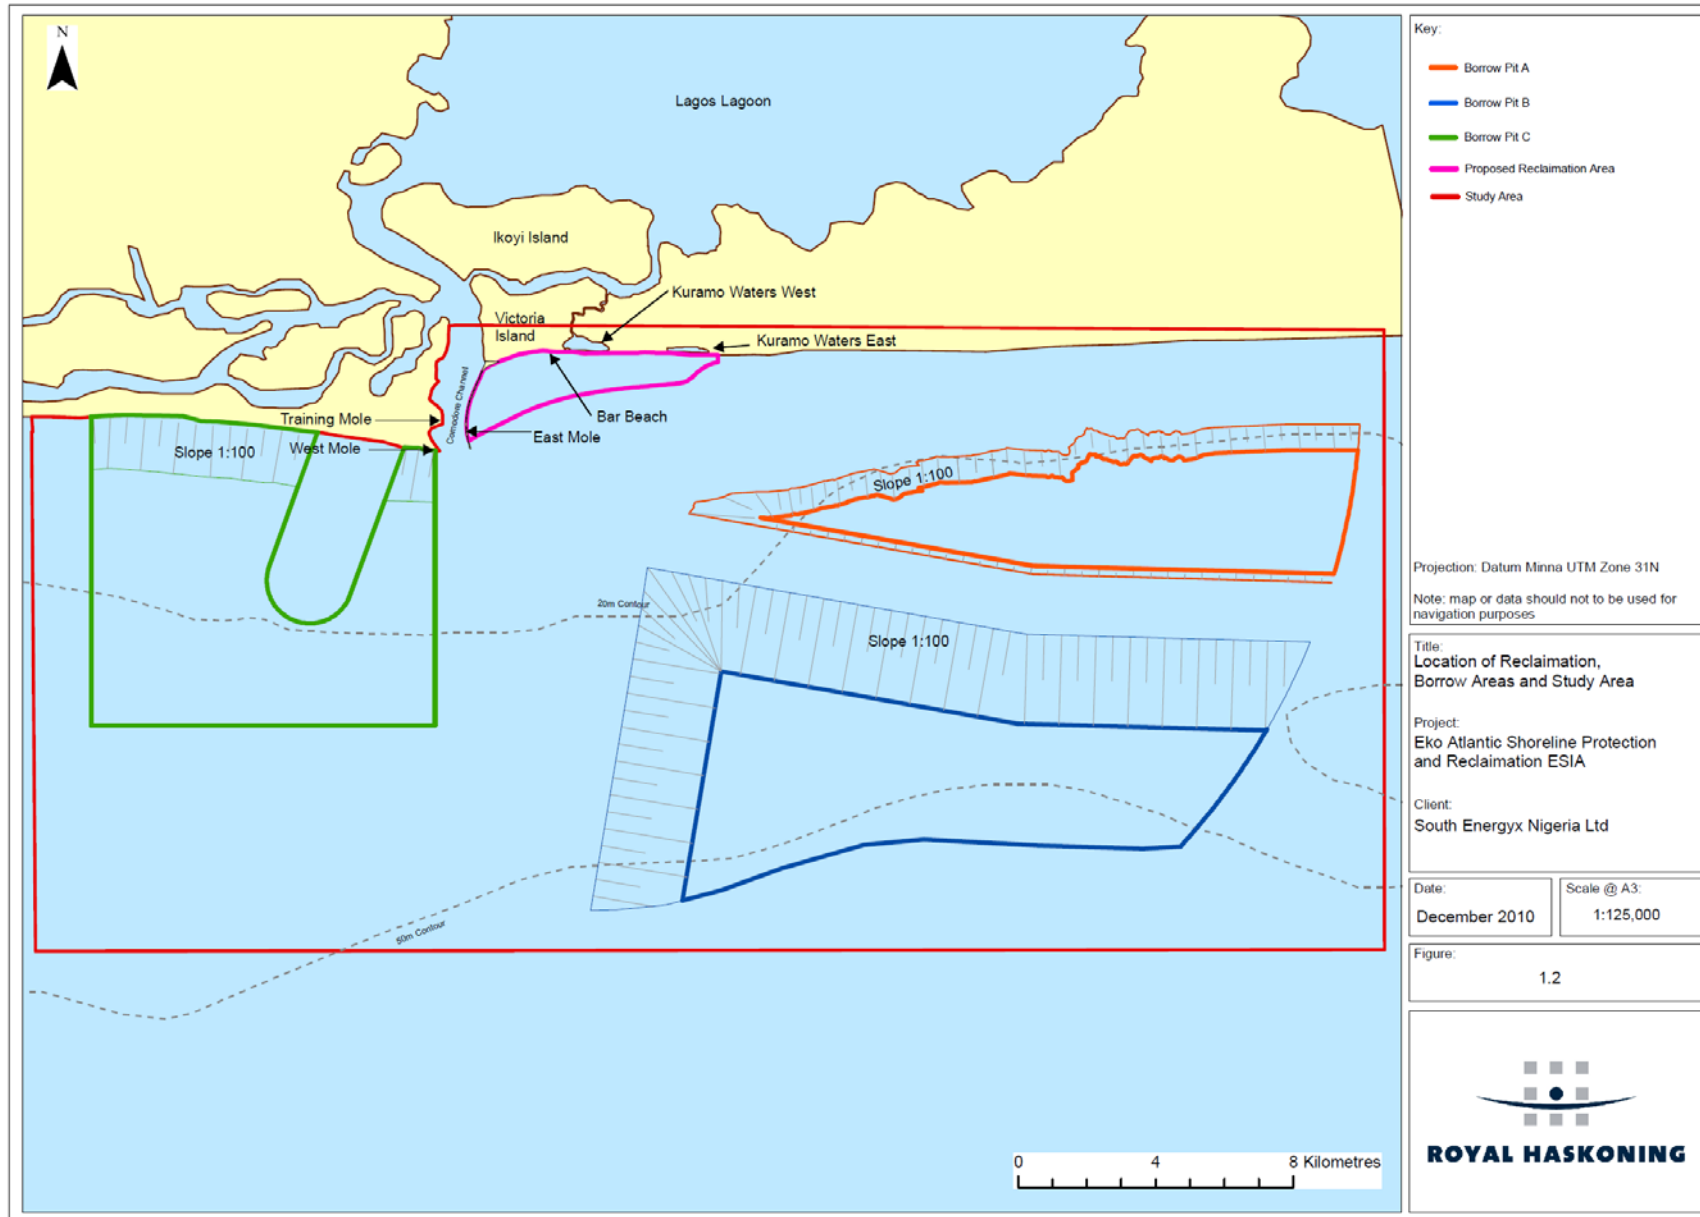 N
Lagos Lagoon
Ikoyi Island
Kuramo Waters West
Victoria
Island
Kuramo Waters East
Comodore Channel
Bar Beach
Training Mole
East Mole
West Mole
Slope 1:100
Slope 1:100
20m Contour
Slope 1:100
50m Contour
0 4 8 Kilometres
Key:
Borrow Pit A
Borrow Pit B
Borrow Pit C
Proposed Reclamation Area
Study Area
Projection: Datum Minna UTM Zone 31N
Note: map or data should not to be used for
navigation purposes
Title:
Location of Reclaimation,
Borrow Areas and Study Area
Project:
Eko Atlantic Shoreline Protection
and Reclaimation ESIA
Client:
South Energyx Nigeria Ltd
Date:
December 2010
Scale @ A3:
1:125,000
Figure:
1.2
ROYAL HASKONING